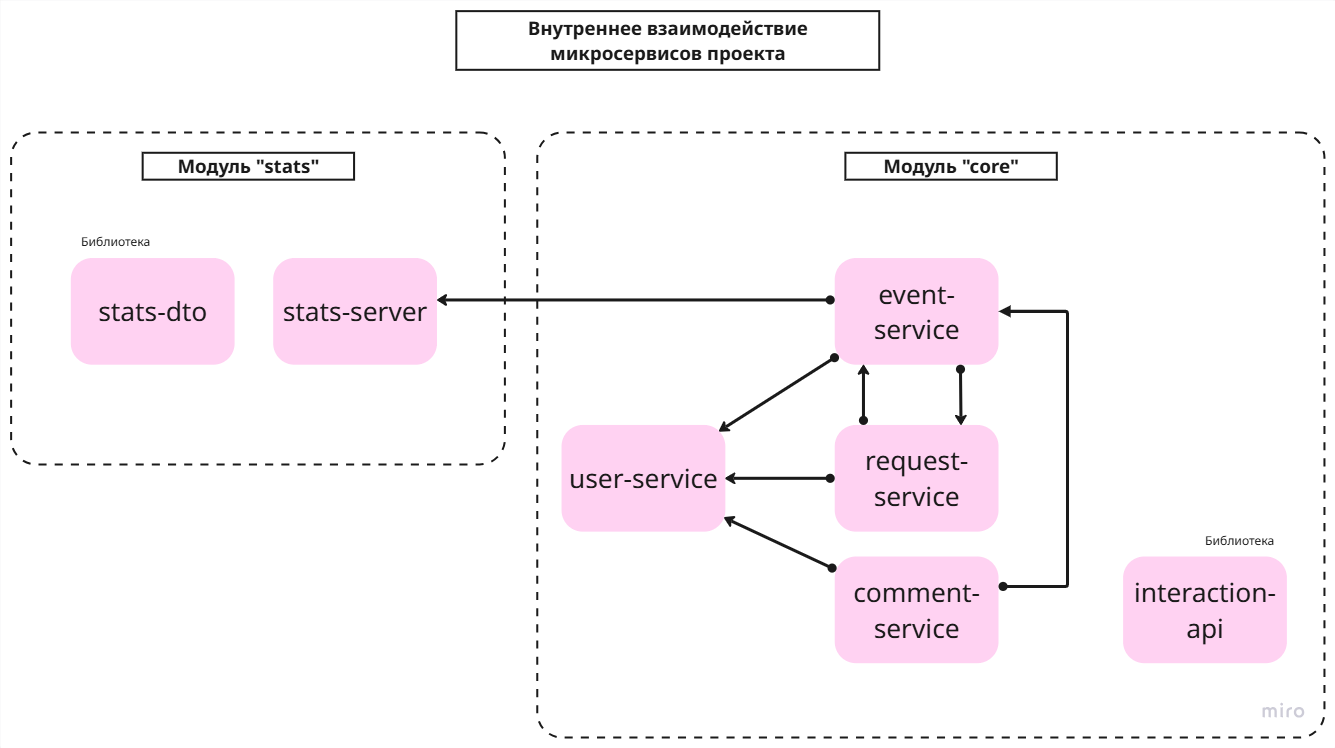 Внутреннее взаимодействие
микросервисов проекта
Модуль "stats"
Библиотека
stats-dto
stats-server
Модуль "core"
event-
service
user-service
request-
service
comment-
service
Библиотека
interaction-
api
miro